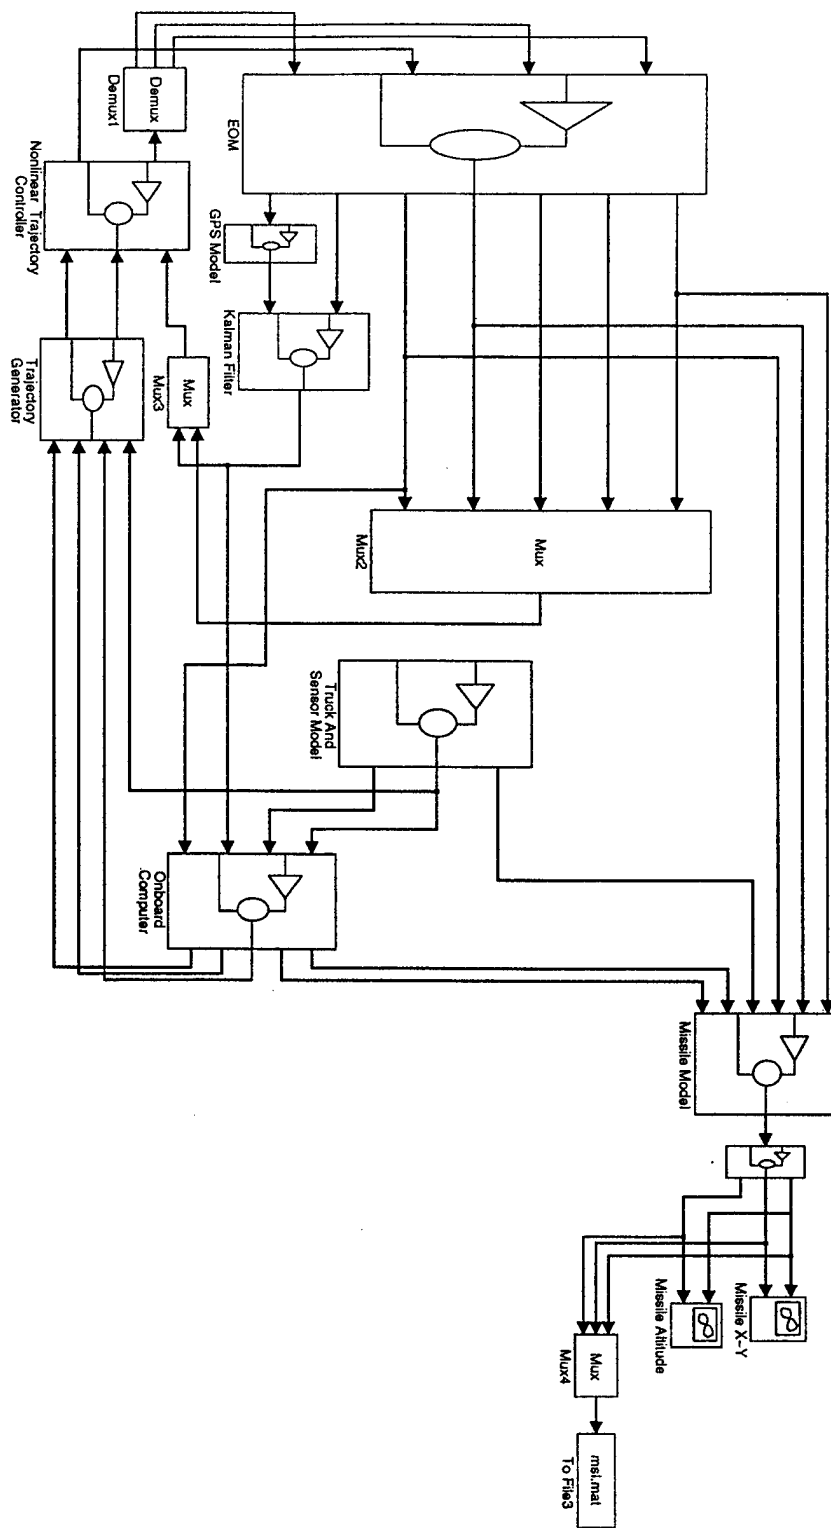 Demux
Demux1
EOM
Nonlinear Trajectory
Controller
GPS Model
Kalman Filter
Mux
Mux3
Trajectory
Generator
Mux
Mux2
Truck And
Sensor Model
Onboard
Computer
Missile Model
Missile X-Y
Missile Altitude
Mux
Mux4
msl.mat
To File3